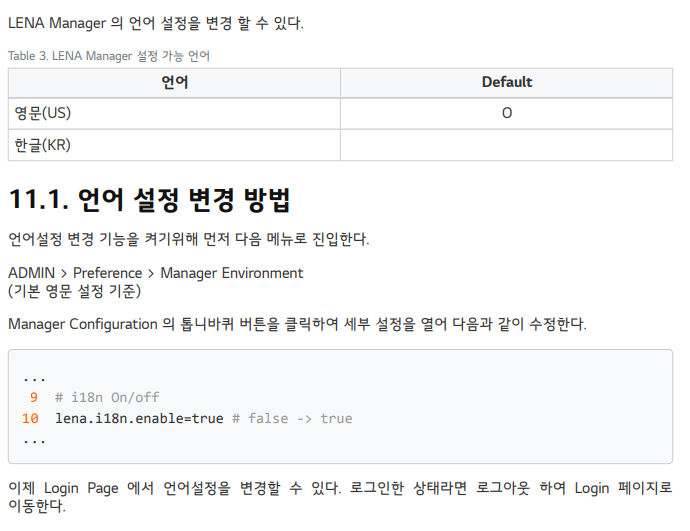 LENA Manager 의 언어 설정을 변경 할 수 있다.
Table 3. LENA Manager 설정 가능 언어
언어 Default
영문(US) O
한글(KR)
11.1. 언어 설정 변경 방법
언어설정 변경 기능을 켜기위해 먼저 다음 메뉴로 진입한다.
ADMIN > Preference > Manager Environment
(기본 영문 설정 기준)
Manager Configuration 의 톱니바퀴 버튼을 클릭하여 세부 설정을 열어 다음과 같이 수정한다.
...
9 # i18n On/off
10 lena.i18n.enable=true # false -> true
...
이제 Login Page 에서 언어설정을 변경할 수 있다. 로그인한 상태라면 로그아웃 하여 Login 페이지로
이동한다.